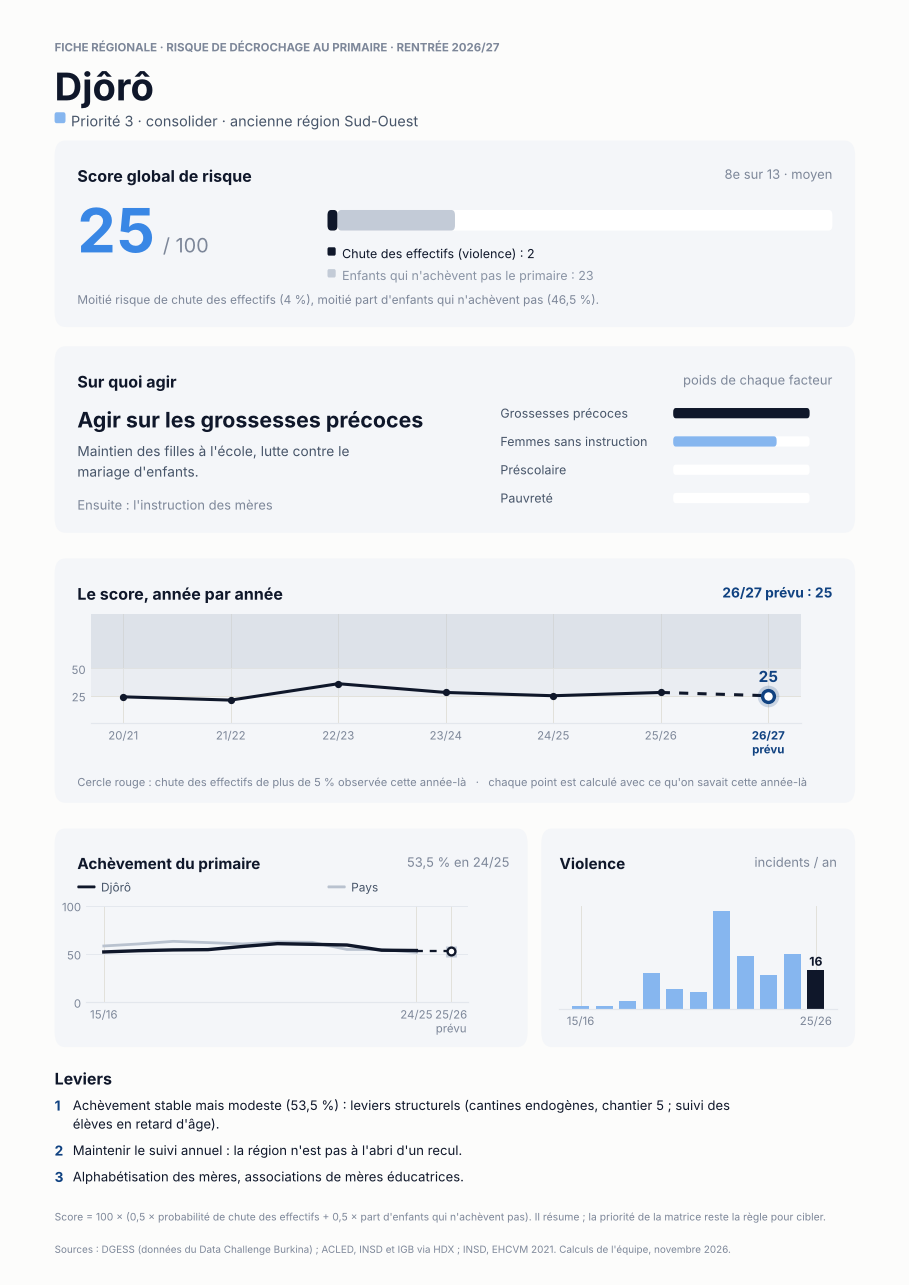 FICHE RÉGIONALE · RISQUE DE DÉCROCHAGE AU PRIMAIRE · RENTRÉE 2026/27
Djôrô
Priorité 3 · consolider · ancienne région Sud-Ouest
Score global de risque
8e sur 13 · moyen
25 / 100
Chute des effectifs (violence) : 2
Enfants qui n'achèvent pas le primaire : 23
Moitié risque de chute des effectifs (4 %), moitié part d'enfants qui n'achèvent pas (46,5 %).
Sur quoi agir
poids de chaque facteur
Agir sur les grossesses précoces
Maintien des filles à l'école, lutte contre le
mariage d'enfants.
Ensuite : l'instruction des mères
Grossesses précoces
Femmes sans instruction
Préscolaire
Pauvreté
Le score, année par année
26/27 prévu : 25
50
25
25
20/21 21/22 22/23 23/24 24/25 25/26 26/27
prévu
Cercle rouge : chute des effectifs de plus de 5 % observée cette année-là · chaque point est calculé avec ce qu'on savait cette année-là
Achèvement du primaire
53,5 % en 24/25
Djôrô Pays
100
50
0
15/16 24/25 25/26
prévu
Violence
incidents / an
16
15/16 25/26
Leviers
1 Achèvement stable mais modeste (53,5 %) : leviers structurels (cantines endogènes, chantier 5 ; suivi des
élèves en retard d'âge).
2 Maintenir le suivi annuel : la région n'est pas à l'abri d'un recul.
3 Alphabétisation des mères, associations de mères éducatrices.
Score = 100 × (0,5 × probabilité de chute des effectifs + 0,5 × part d'enfants qui n'achèvent pas). Il résume ; la priorité de la matrice reste la règle pour cibler.
Sources : DGESS (données du Data Challenge Burkina) ; ACLED, INSD et IGB via HDX ; INSD, EHCVM 2021. Calculs de l'équipe, novembre 2026.